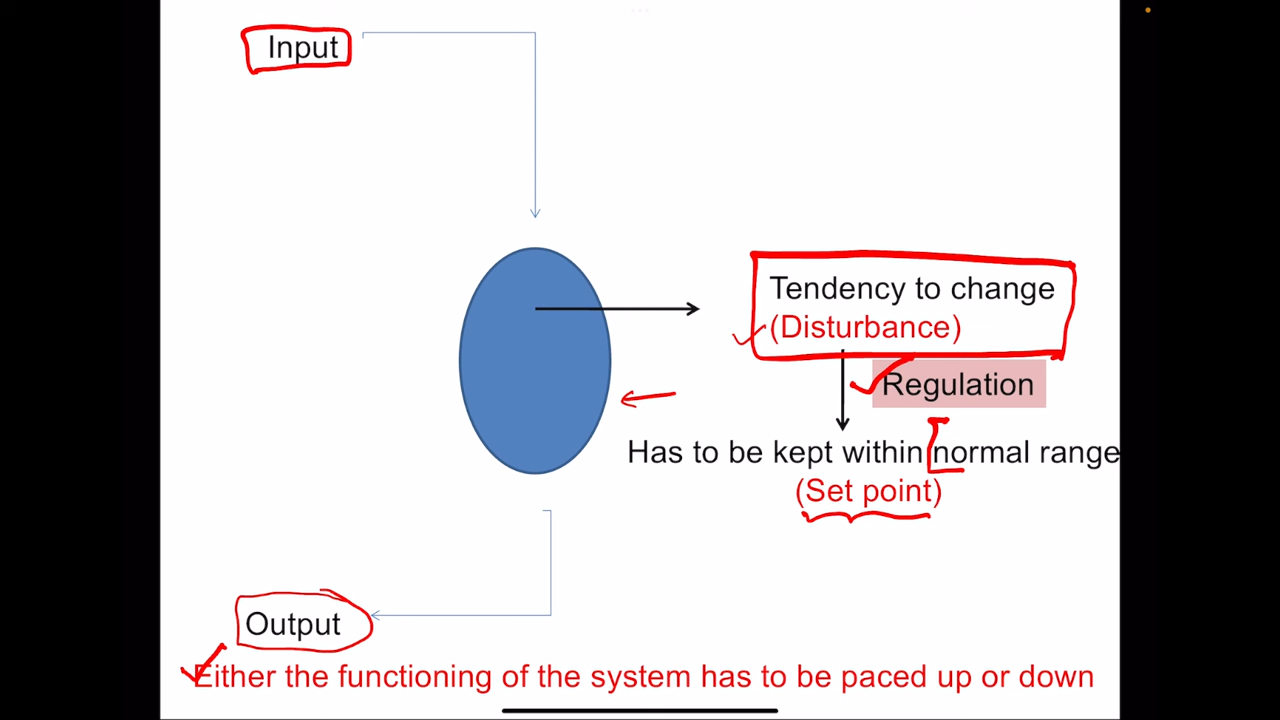 Input
Tendency to change
(Disturbance)
Regulation
Has to be kept within normal range
(Set point)
Output
Either the functioning of the system has to be paced up or down